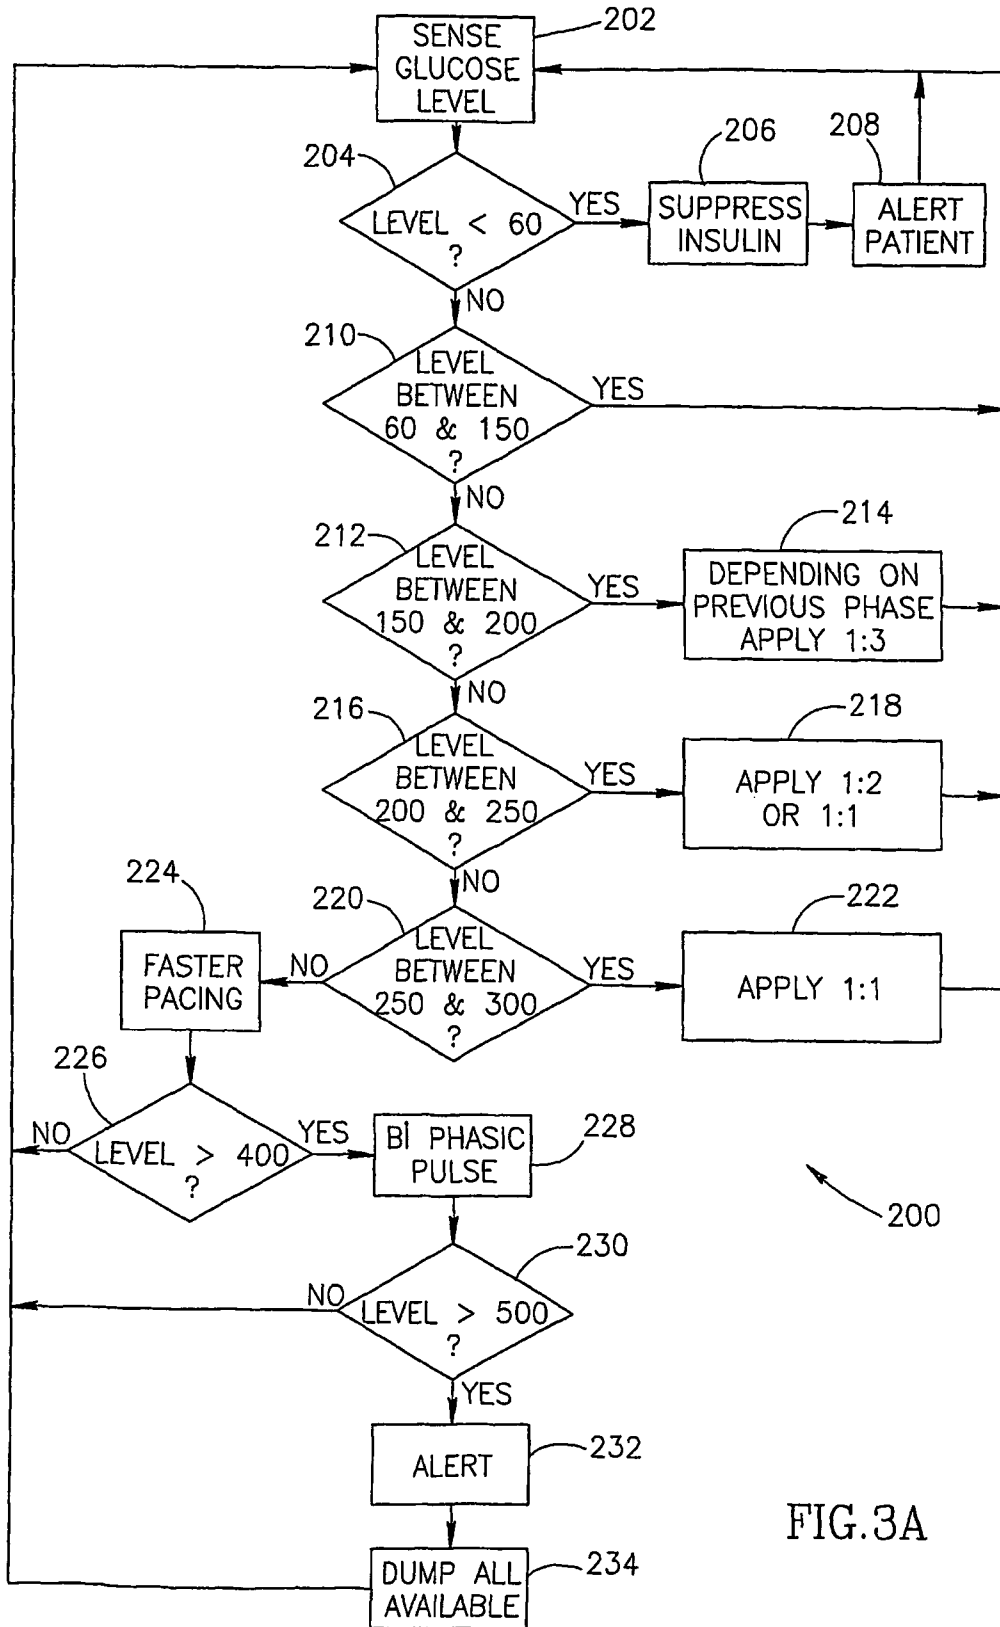 202
SENSE
GLUCOSE
LEVEL
204
206
208
LEVEL < 60
?
YES
SUPPRESS
INSULIN
ALERT
PATIENT
NO
210
LEVEL
BETWEEN
60 & 150
?
YES
NO
212
214
LEVEL
BETWEEN
150 & 200
?
YES
DEPENDING ON
PREVIOUS PHASE
APPLY 1:3
NO
216
218
LEVEL
BETWEEN
200 & 250
?
YES
APPLY 1:2
OR 1:1
NO
224
220
222
FASTER
PACING
NO
LEVEL
BETWEEN
250 & 300
?
YES
APPLY 1:1
226
NO
LEVEL > 400
?
YES
BI PHASIC
PULSE
228
200
230
NO
LEVEL > 500
?
YES
ALERT
232
DUMP ALL
AVAILABLE
234
FIG.3A